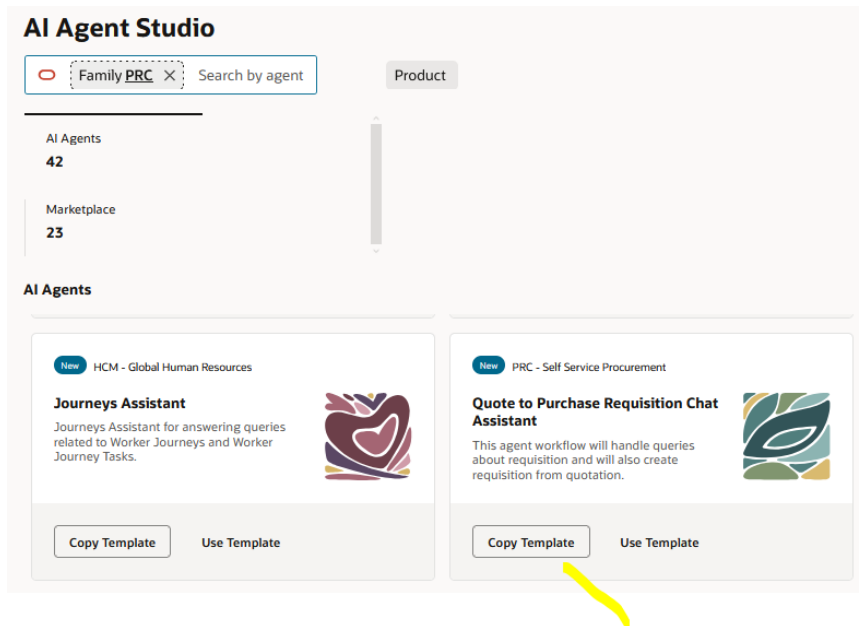 AI Agent Studio
Family PRC × Search by agent
Product
AI Agents
42
Marketplace
23
AI Agents
New HCM - Global Human Resources
Journeys Assistant
Journeys Assistant for answering queries
related to Worker Journeys and Worker
Journey Tasks.
Copy Template Use Template
New PRC - Self Service Procurement
Quote to Purchase Requisition Chat
Assistant
This agent workflow will handle queries
about requisition and will also create
requisition from quotation.
Copy Template Use Template